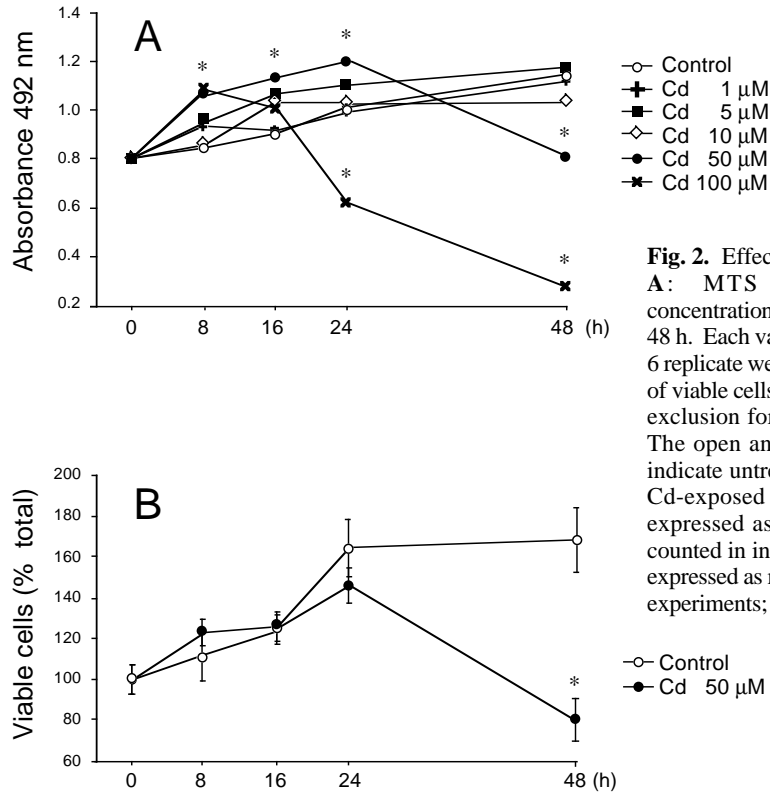 A
Absorbance 492 nm
1.4
1.2
1.0
0.8
0.6
0.4
0.2
0 8 16 24 48 (h)
* * * * * *
Control
Cd 1 µM
Cd 5 µM
Cd 10 µM
Cd 50 µM
Cd 100 µM
Fig. 2. Effec
A: MTS
concentration
48 h. Each va
6 replicate we
of viable cells
exclusion for
The open an
indicate untre
Cd-exposed
expressed as
counted in in
expressed as
experiments;
B
Viable cells (% total)
200
180
160
140
120
100
80
60
0 8 16 24 48 (h)
*
Control
Cd 50 µM